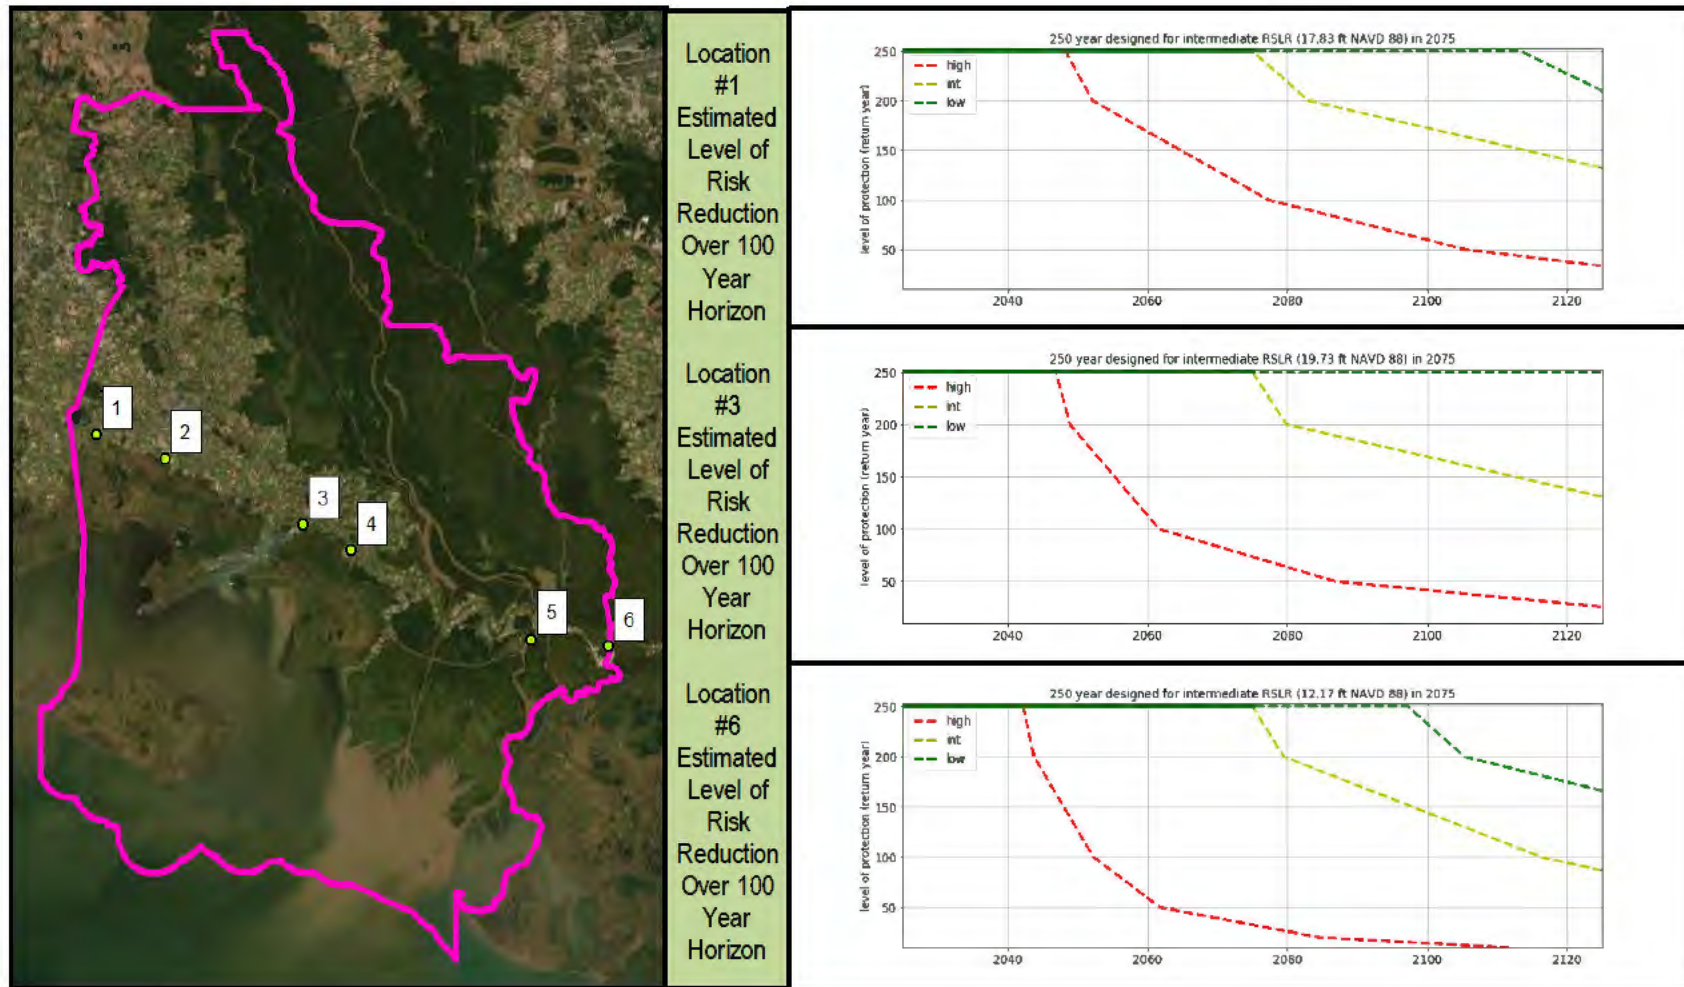 1
2
3
4
5
6
Location
#1
Estimated
Level of
Risk
Reduction
Over 100
Year
Horizon
Location
#3
Estimated
Level of
Risk
Reduction
Over 100
Year
Horizon
Location
#6
Estimated
Level of
Risk
Reduction
Over 100
Year
Horizon
250 year designed for intermediate RSLR (17.83 ft NAVD 88) in 2075
level of protection (return year)
250
200
150
100
50
high
int
low
2040 2060 2080 2100 2120
250 year designed for intermediate RSLR (19.73 ft NAVD 88) in 2075
level of protection (return year)
250
200
150
100
50
high
int
low
2040 2060 2080 2100 2120
250 year designed for intermediate RSLR (12.17 ft NAVD 88) in 2075
level of protection (return year)
250
200
150
100
50
high
int
low
2040 2060 2080 2100 2120